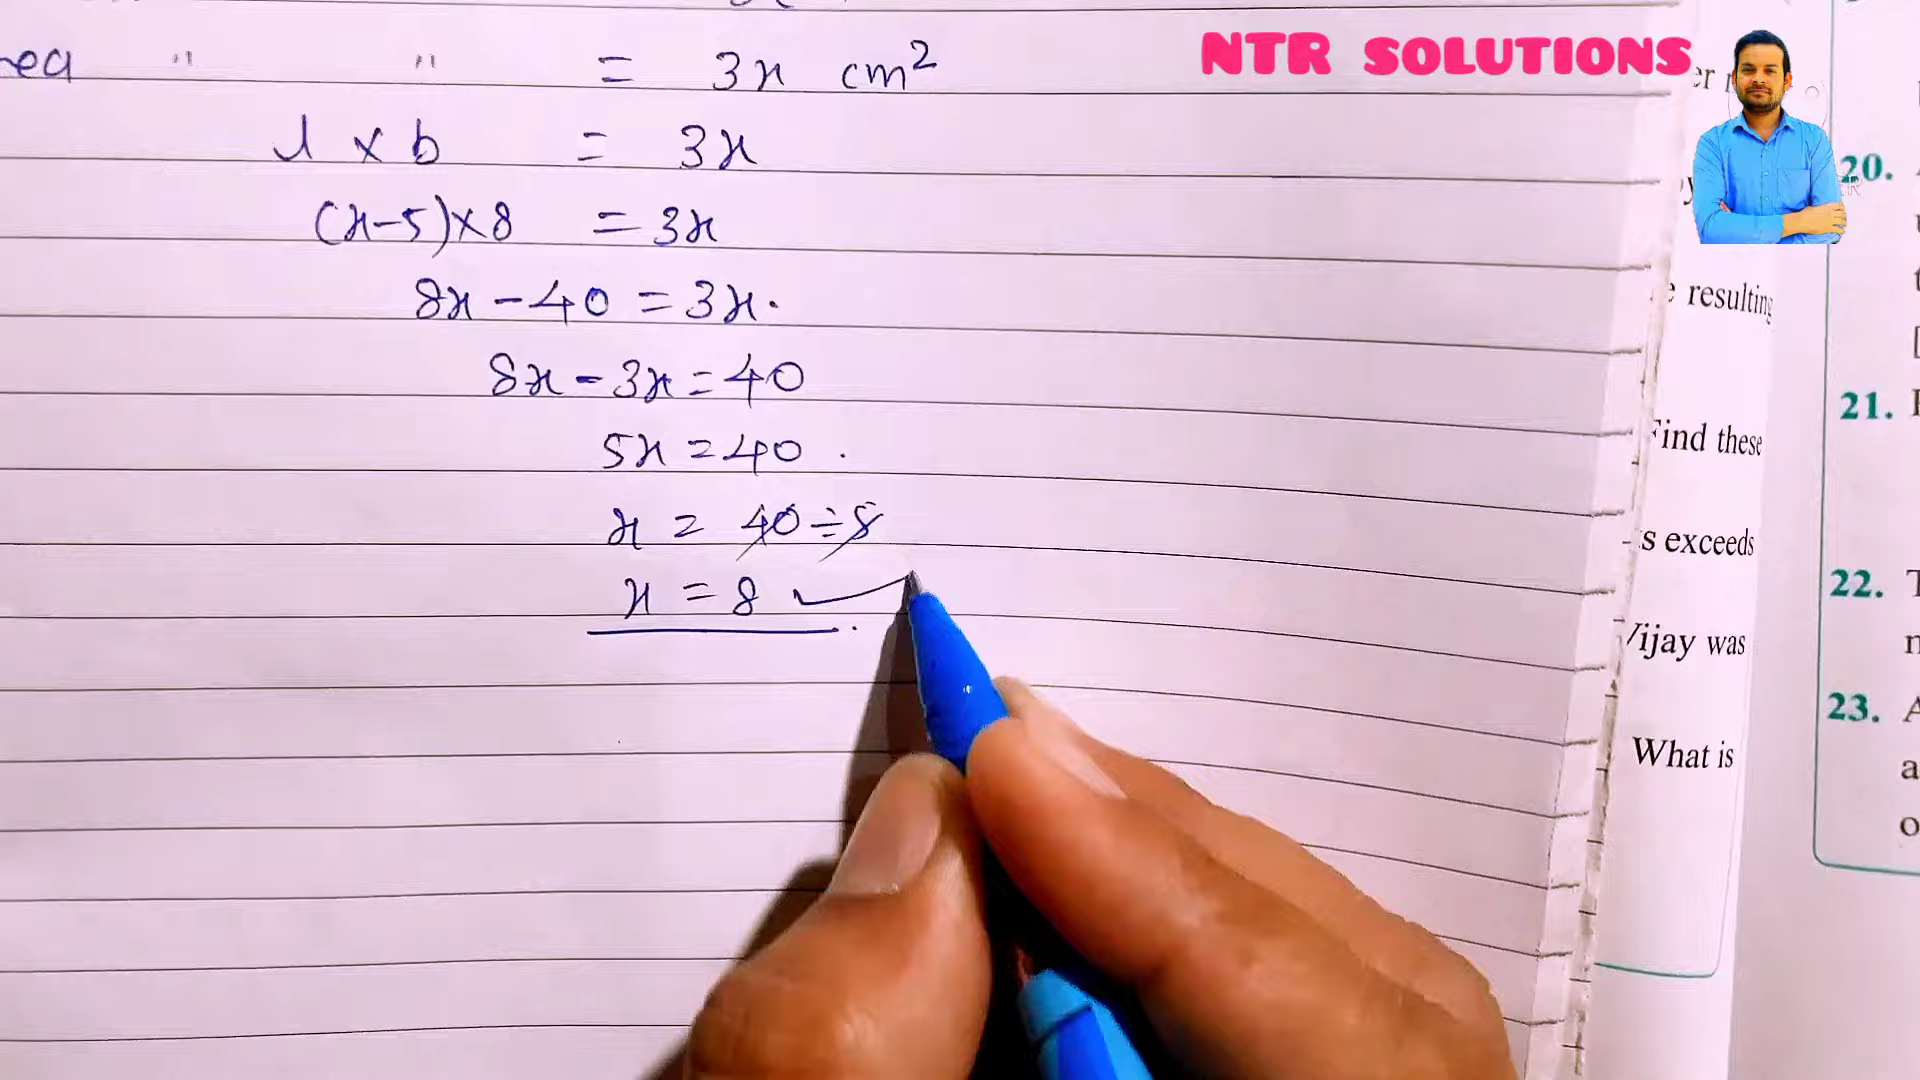 NTR SOLUTIONS
ea " " = 3x cm²
l × b = 3x
(x-5)×8 = 3x
8x - 40 = 3x.
8x - 3x = 40
5x = 40 .
x = 40 ÷ 5
x = 8
er
resulting
Find these
s exceeds
Vijay was
What is
20.
21.
22.
23.